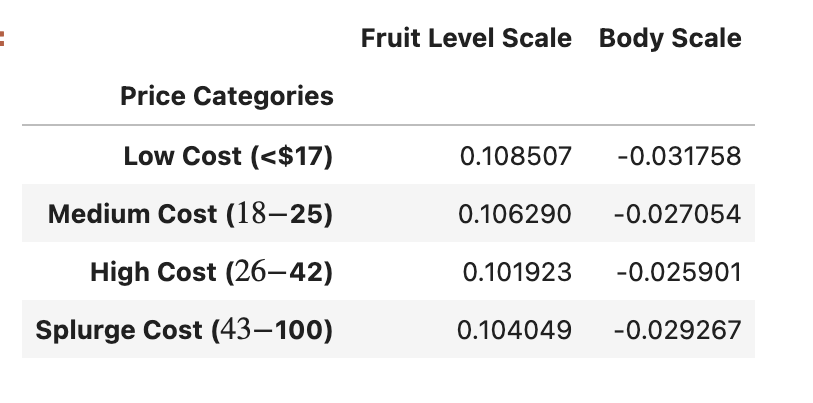 Fruit Level Scale Body Scale
Price Categories
Low Cost (<$17) 0.108507 -0.031758
Medium Cost (18−25) 0.106290 -0.027054
High Cost (26−42) 0.101923 -0.025901
Splurge Cost (43−100) 0.104049 -0.029267